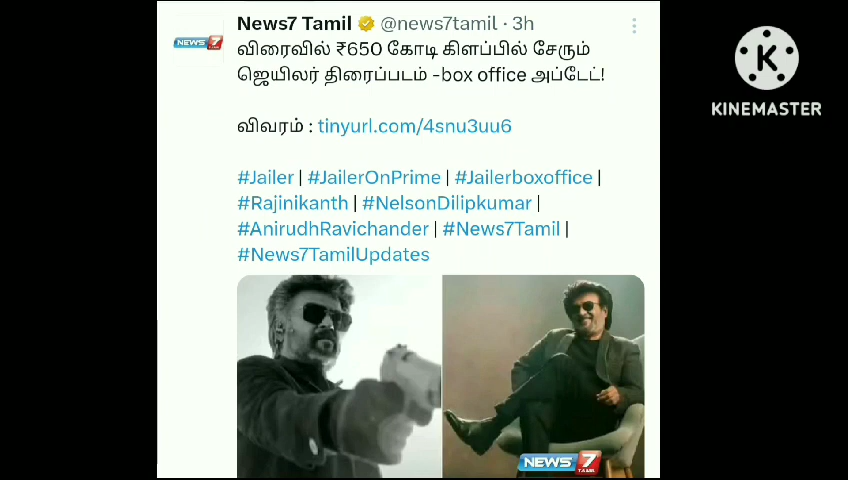 News7 Tamil @news7tamil · 3h
NEWS 7
விரைவில் ₹650 கோடி கிளப்பில் சேரும்
ஜெயிலர் திரைப்படம் -box office அப்டேட்!
விவரம் : tinyurl.com/4snu3uu6
#Jailer | #JailerOnPrime | #Jailerboxoffice |
#Rajinikanth | #NelsonDilipkumar |
#AnirudhRavichander | #News7Tamil |
#News7TamilUpdates
NEWS 7
TAMIL
K
KINEMASTER